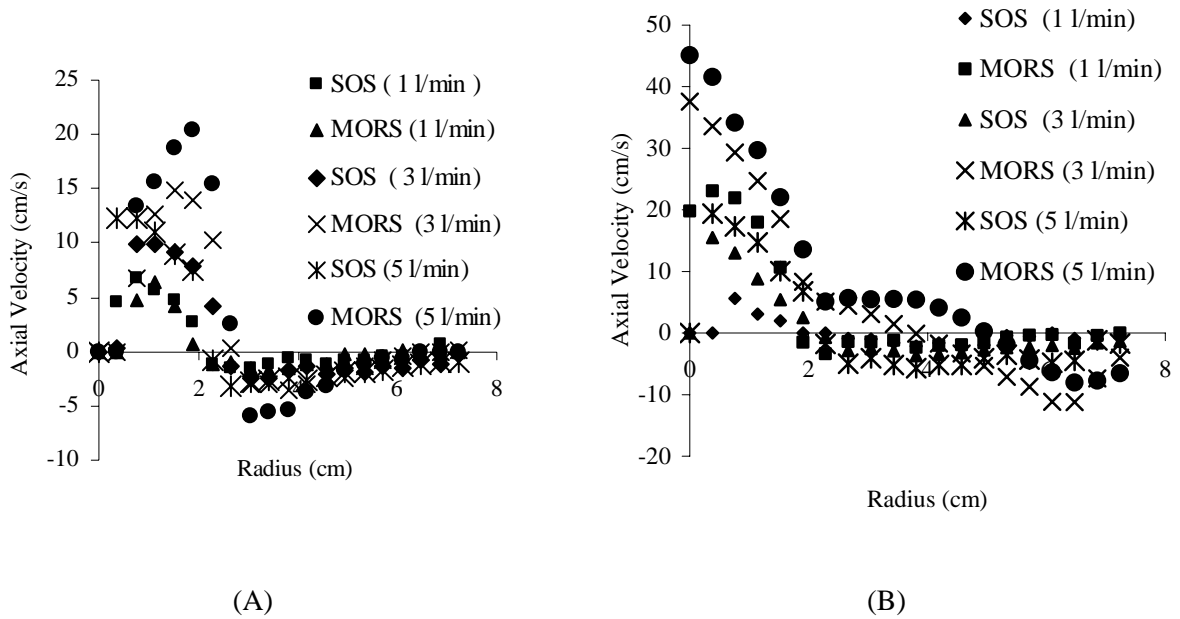 25
20
15
10
5
0
-5
-10
0
2
4
6
8
Axial Velocity (cm/s)
Radius (cm)
SOS ( 1 l/min )
MORS (1 l/min)
SOS ( 3 l/min)
MORS (3 l/min)
SOS (5 l/min)
MORS (5 l/min)
(A)
50
40
30
20
10
0
-10
-20
0
2
4
6
8
Axial Velocity (cm/s)
Radius (cm)
SOS (1 l/min)
MORS (1 l/min)
SOS (3 l/min)
MORS (3 l/min)
SOS (5 l/min)
MORS (5 l/min)
(B)